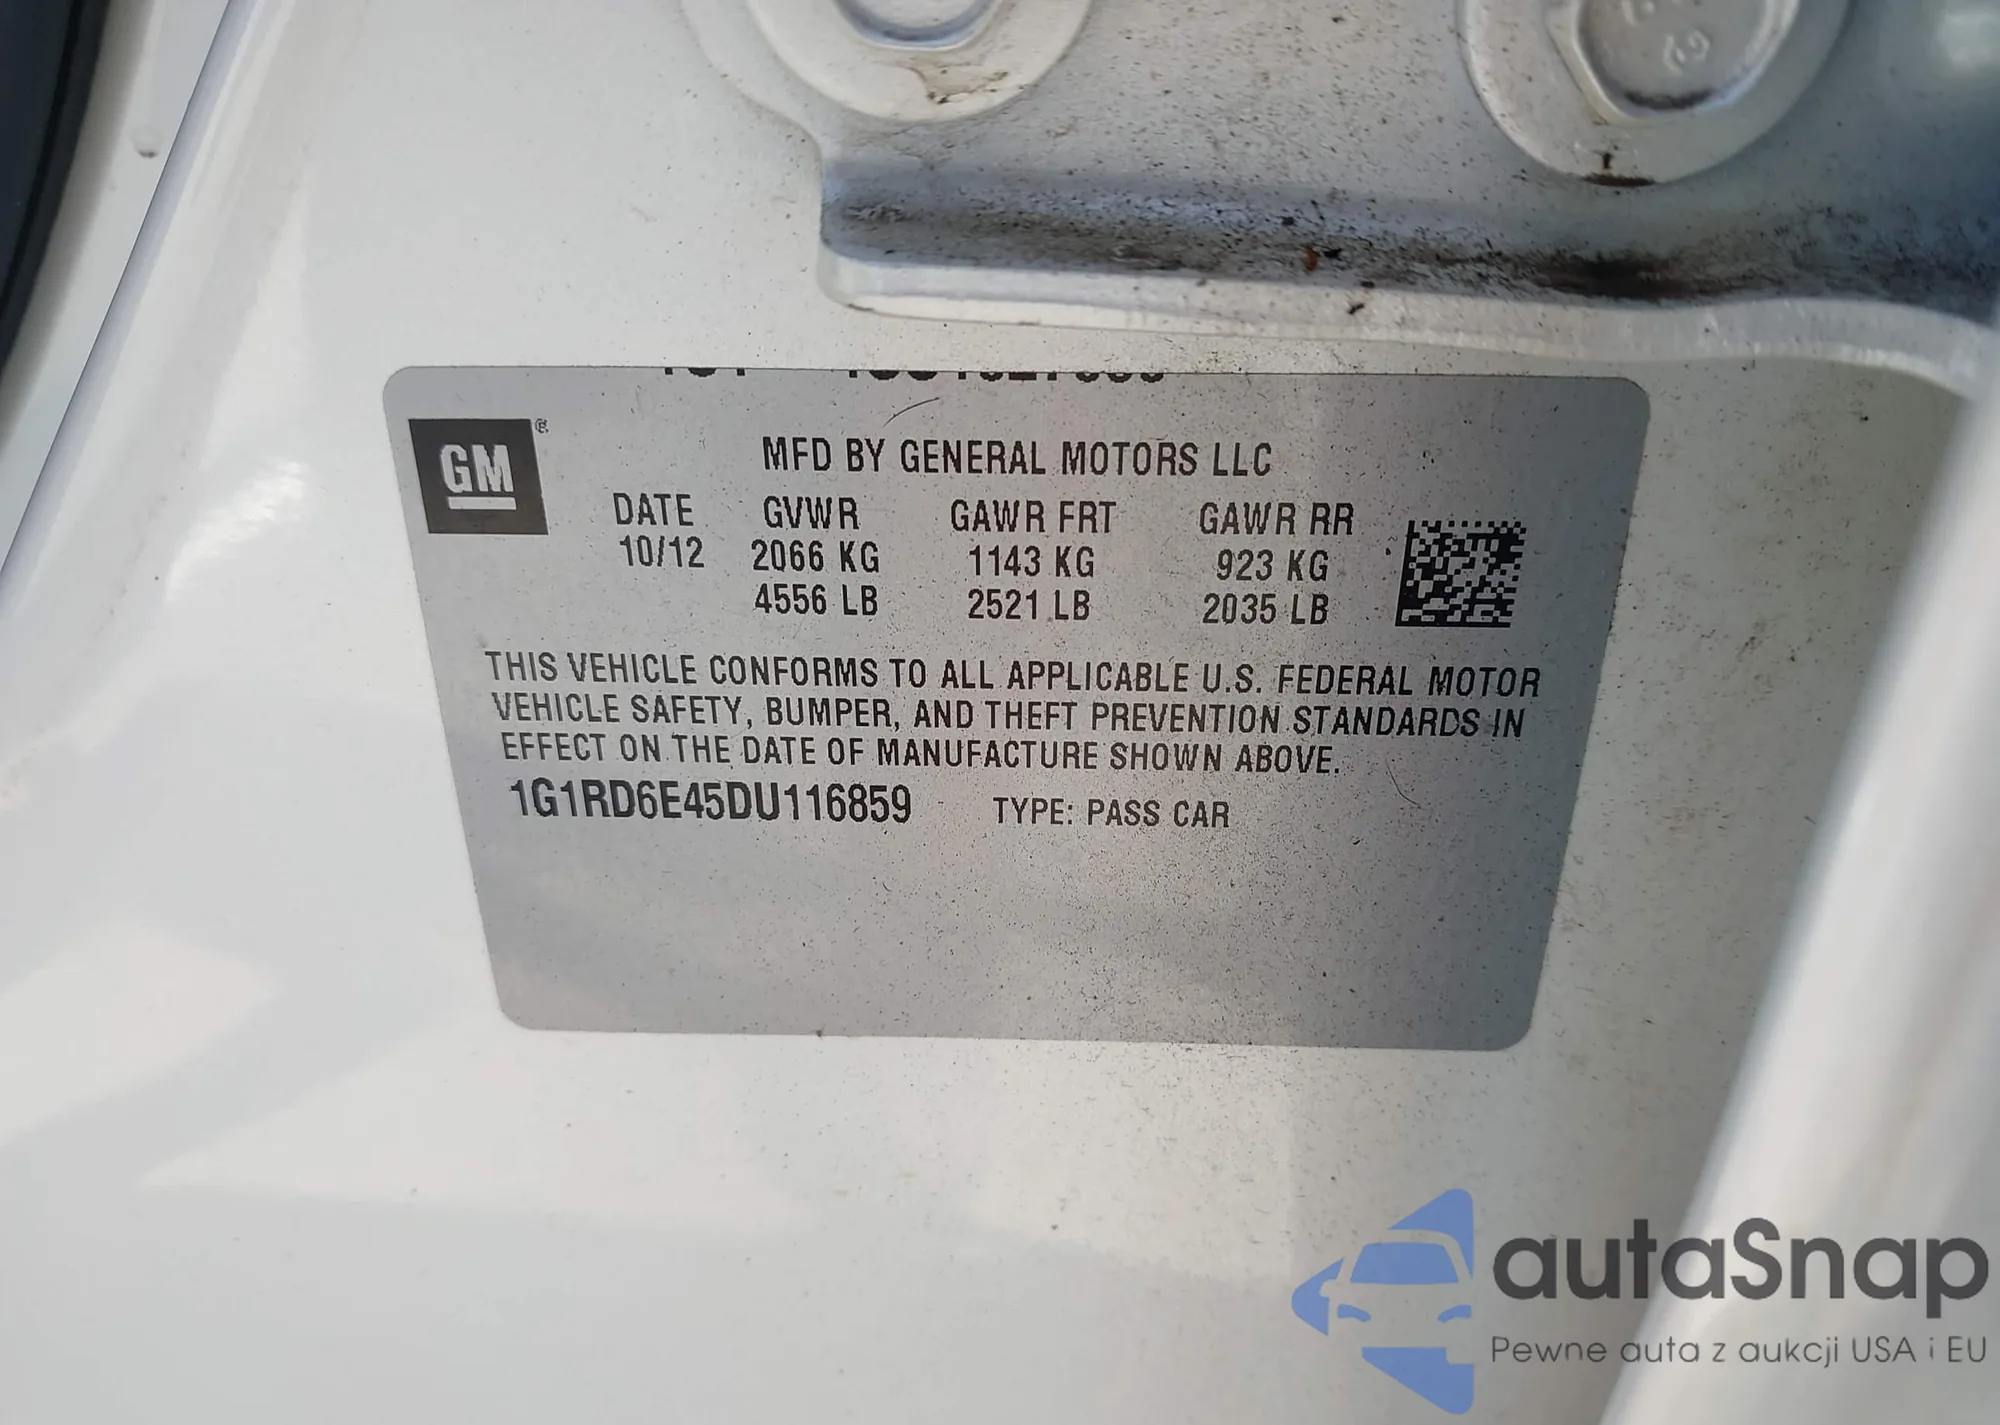 GM
MFD BY GENERAL MOTORS LLC
DATE GVWR GAWR FRT GAWR RR
10/12 2066 KG 1143 KG 923 KG
4556 LB 2521 LB 2035 LB
THIS VEHICLE CONFORMS TO ALL APPLICABLE U.S. FEDERAL MOTOR
VEHICLE SAFETY, BUMPER, AND THEFT PREVENTION STANDARDS IN
EFFECT ON THE DATE OF MANUFACTURE SHOWN ABOVE.
1G1RD6E45DU116859 TYPE: PASS CAR
autaSnap
Pewne auta z aukcji USA i EU